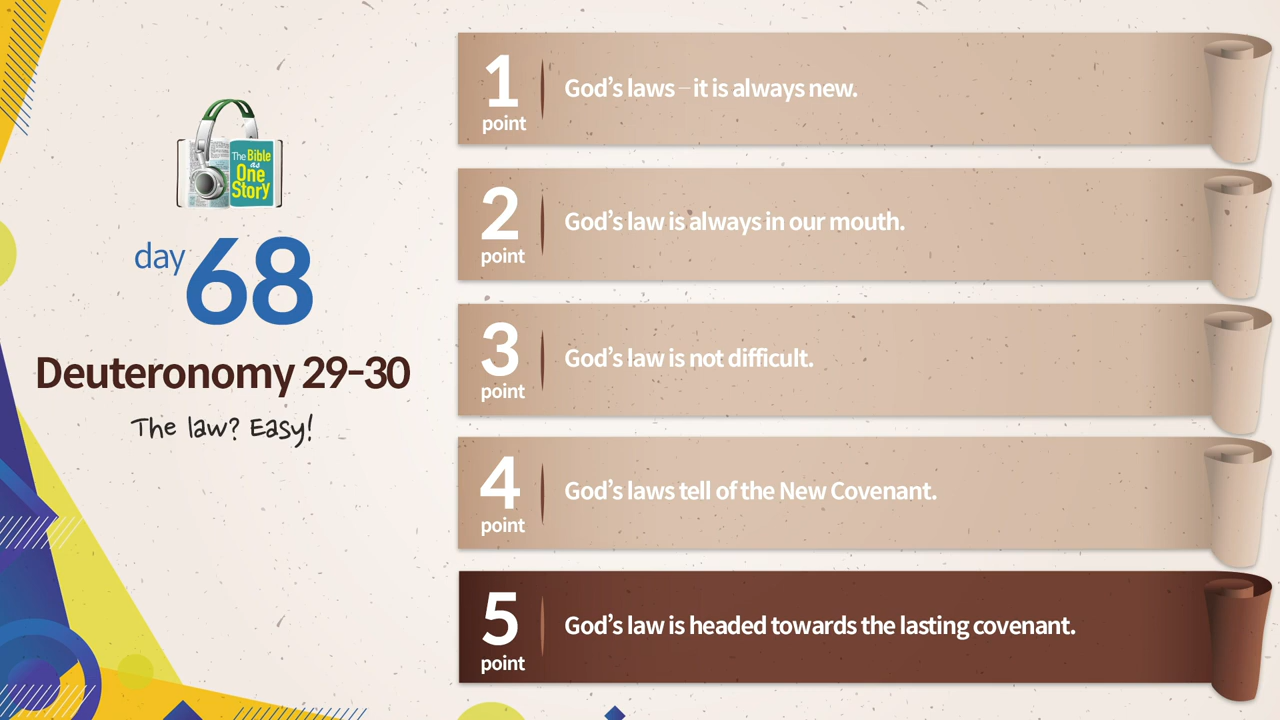 The Bible
as
One
Story
day 68
Deuteronomy 29-30
The law? Easy!
1
point
God's laws – it is always new.
2
point
God's law is always in our mouth.
3
point
God's law is not difficult.
4
point
God's laws tell of the New Covenant.
5
point
God's law is headed towards the lasting covenant.